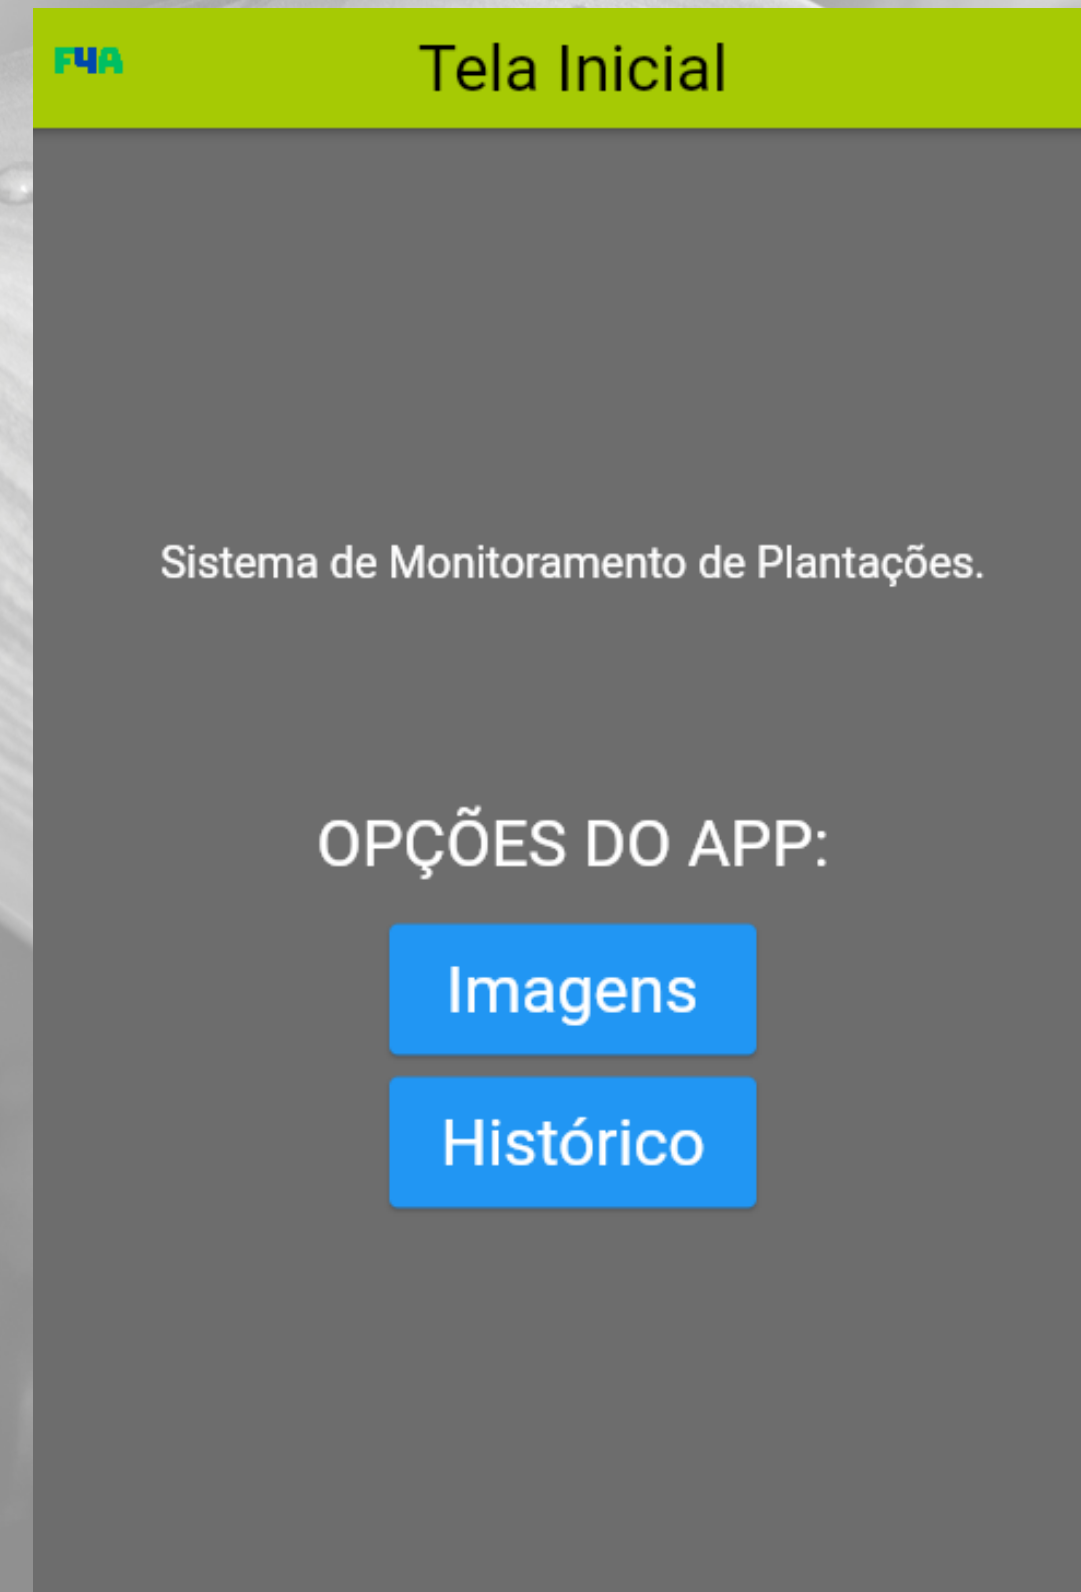 F4A
Tela Inicial
Sistema de Monitoramento de Plantações.
OPÇÕES DO APP:
Imagens
Histórico